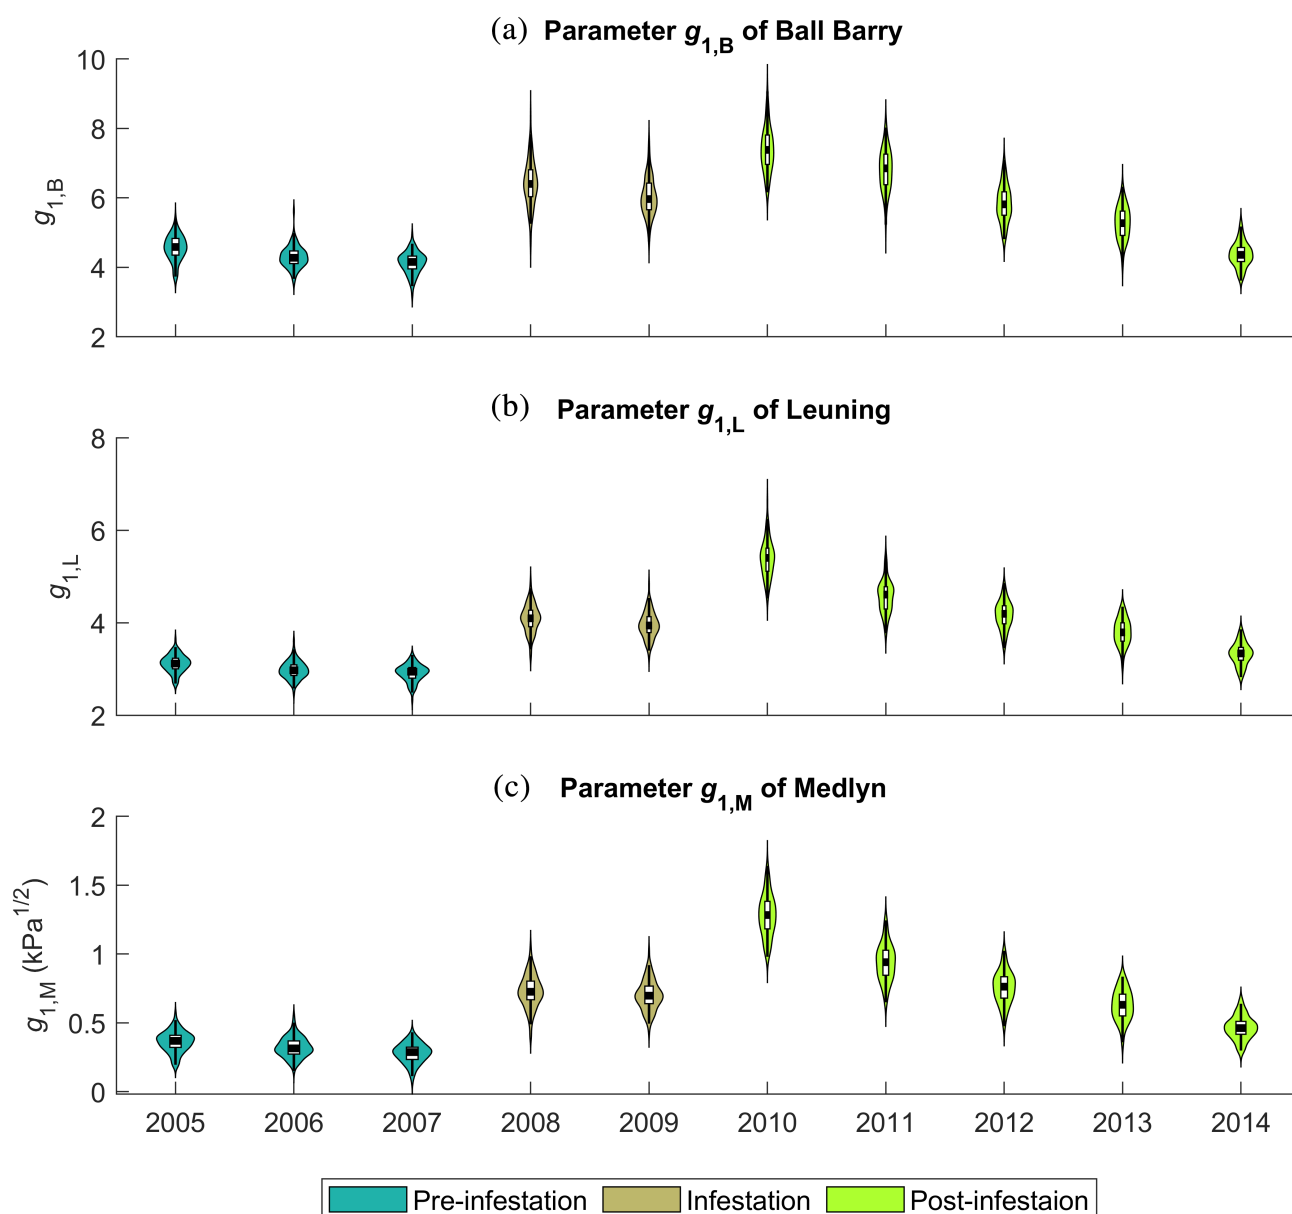 (a) Parameter g1,B of Ball Barry
10
8
6
4
2
g1,B
(b) Parameter g1,L of Leuning
8
6
4
2
g1,L
(c) Parameter g1,M of Medlyn
2
1.5
1
0.5
0
g1,M (kPa1/2)
2005 2006 2007 2008 2009 2010 2011 2012 2013 2014
Pre-infestation Infestation Post-infestaion